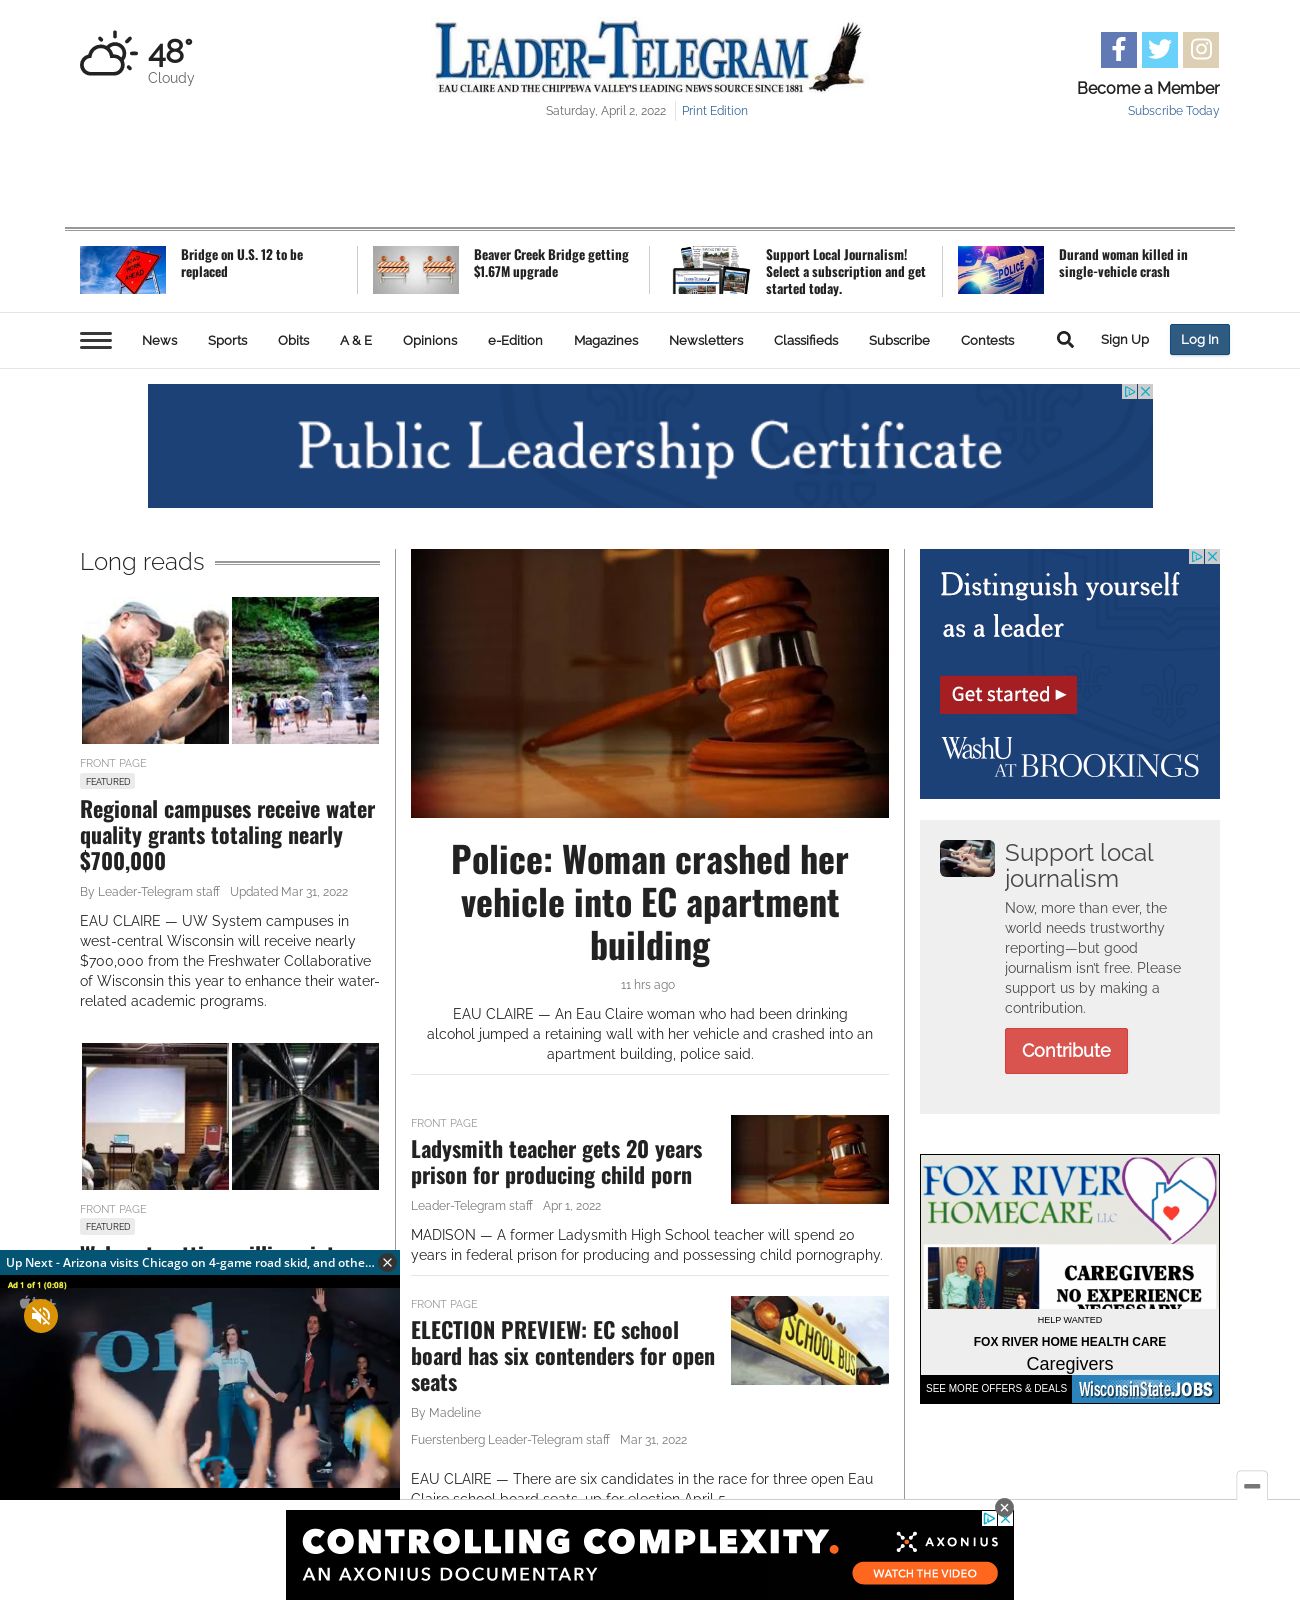 48°
Cloudy
LEADER-TELEGRAM
EAU CLAIRE AND THE CHIPPEWA VALLEY'S LEADING NEWS SOURCE SINCE 1881
Saturday, April 2, 2022 Print Edition
Become a Member
Subscribe Today
Bridge on U.S. 12 to be
replaced
Beaver Creek Bridge getting
$1.67M upgrade
Support Local Journalism!
Select a subscription and get
started today.
POLICE
Durand woman killed in
single-vehicle crash
News Sports Obits A & E Opinions e-Edition Magazines Newsletters Classifieds Subscribe Contests Sign Up Log In
Public Leadership Certificate
Long reads
FRONT PAGE
FEATURED
Regional campuses receive water
quality grants totaling nearly
$700,000
By Leader-Telegram staff Updated Mar 31, 2022
EAU CLAIRE — UW System campuses in
west-central Wisconsin will receive nearly
$700,000 from the Freshwater Collaborative
of Wisconsin this year to enhance their water-
related academic programs.
FRONT PAGE
FEATURED
Up Next - Arizona visits Chicago on 4-game road skid, and othe...
Ad 1 of 1 (0:08)
Police: Woman crashed her
vehicle into EC apartment
building
11 hrs ago
EAU CLAIRE — An Eau Claire woman who had been drinking
alcohol jumped a retaining wall with her vehicle and crashed into an
apartment building, police said.
FRONT PAGE
Ladysmith teacher gets 20 years
prison for producing child porn
Leader-Telegram staff Apr 1, 2022
MADISON — A former Ladysmith High School teacher will spend 20
years in federal prison for producing and possessing child pornography.
FRONT PAGE
ELECTION PREVIEW: EC school
board has six contenders for open
seats
By Madeline
Fuerstenberg Leader-Telegram staff Mar 31, 2022
SCHOOL BUS
EAU CLAIRE — There are six candidates in the race for three open Eau
Claire school board seats, up for election April 5.
Distinguish yourself
as a leader
Get started
WashU
AT BROOKINGS
Support local
journalism
Now, more than ever, the
world needs trustworthy
reporting—but good
journalism isn't free. Please
support us by making a
contribution.
Contribute
FOX RIVER
HOMECARE LLC
CAREGIVERS
NO EXPERIENCE
NECESSARY
HELP WANTED
FOX RIVER HOME HEALTH CARE
Caregivers
SEE MORE OFFERS & DEALS WisconsinState.JOBS
CONTROLLING COMPLEXITY.
AN AXONIUS DOCUMENTARY
AXONIUS
WATCH THE VIDEO